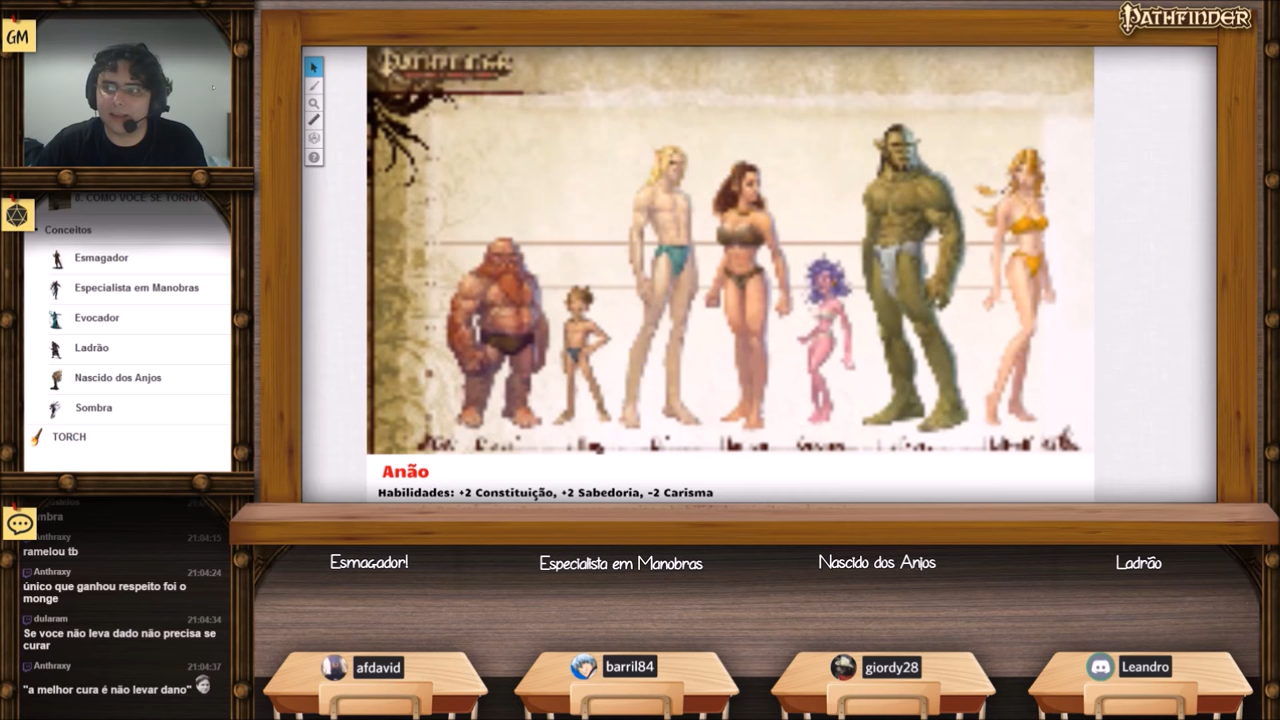 GM
PATHFINDER
PATHFINDER
8. COMO VOCÊ SE TORNOU
Conceitos
Esmagador
Especialista em Manobras
Evocador
Ladrão
Nascido dos Anjos
Sombra
TORCH
Anão
Habilidades: +2 Constituição, +2 Sabedoria, -2 Carisma
mbra
Anthraxy 21:04:15
ramelou tb
Anthraxy 21:04:24
único que ganhou respeito foi o
monge
dularam 21:04:34
Se voce não leva dado não precisa se
curar
Anthraxy 21:04:37
"a melhor cura é não levar dano"
Esmagador!
Especialista em Manobras
Nascido dos Anjos
Ladrão
afdavid
barril84
giordy28
Leandro